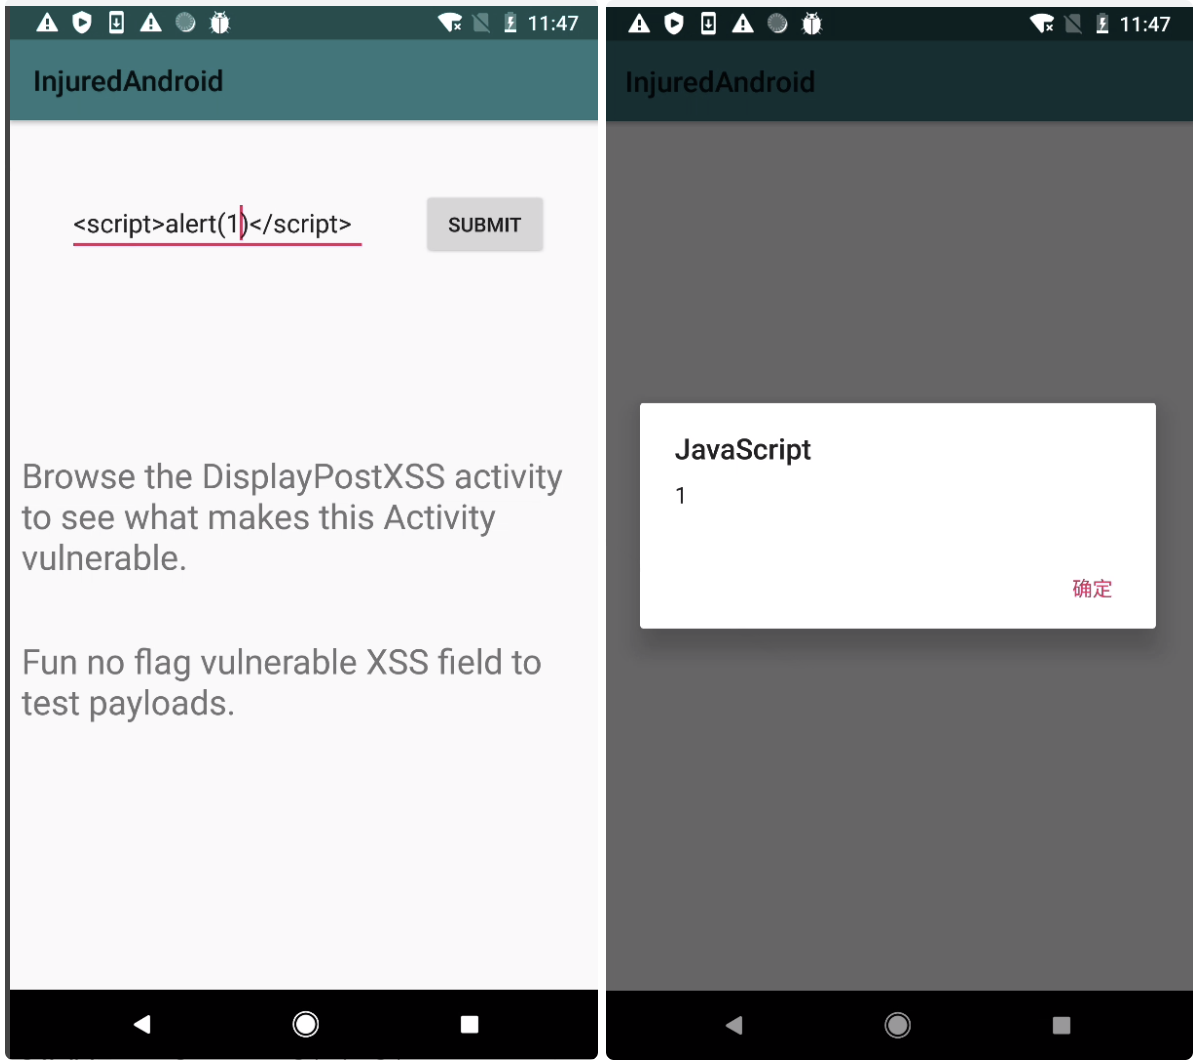 11:47
InjuredAndroid
<script>alert(1)</script>
SUBMIT
Browse the DisplayPostXSS activity
to see what makes this Activity
vulnerable.
Fun no flag vulnerable XSS field to
test payloads.
11:47
InjuredAndroid
JavaScript
1
确定